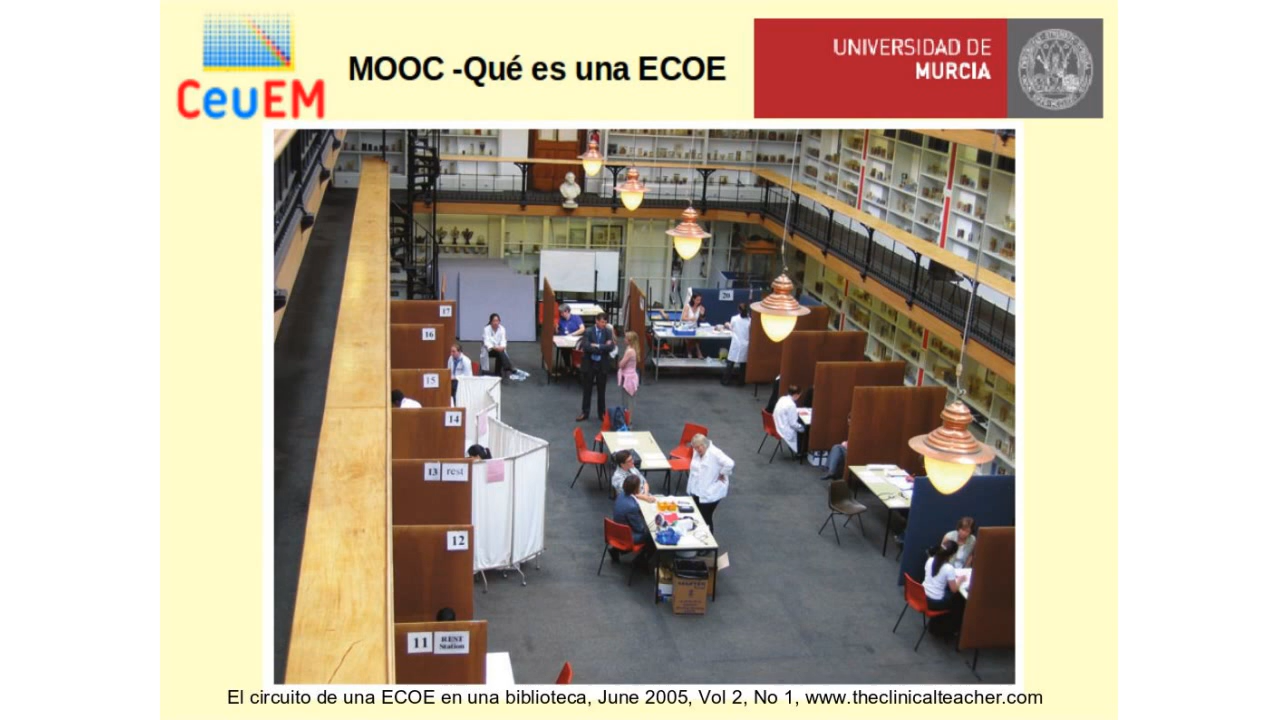 CeuEM
MOOC -Qué es una ECOE
UNIVERSIDAD DE
MURCIA
20
17
16
15
14
13 rest
12
11 REST
Station
El circuito de una ECOE en una biblioteca, June 2005, Vol 2, No 1, www.theclinicalteacher.com